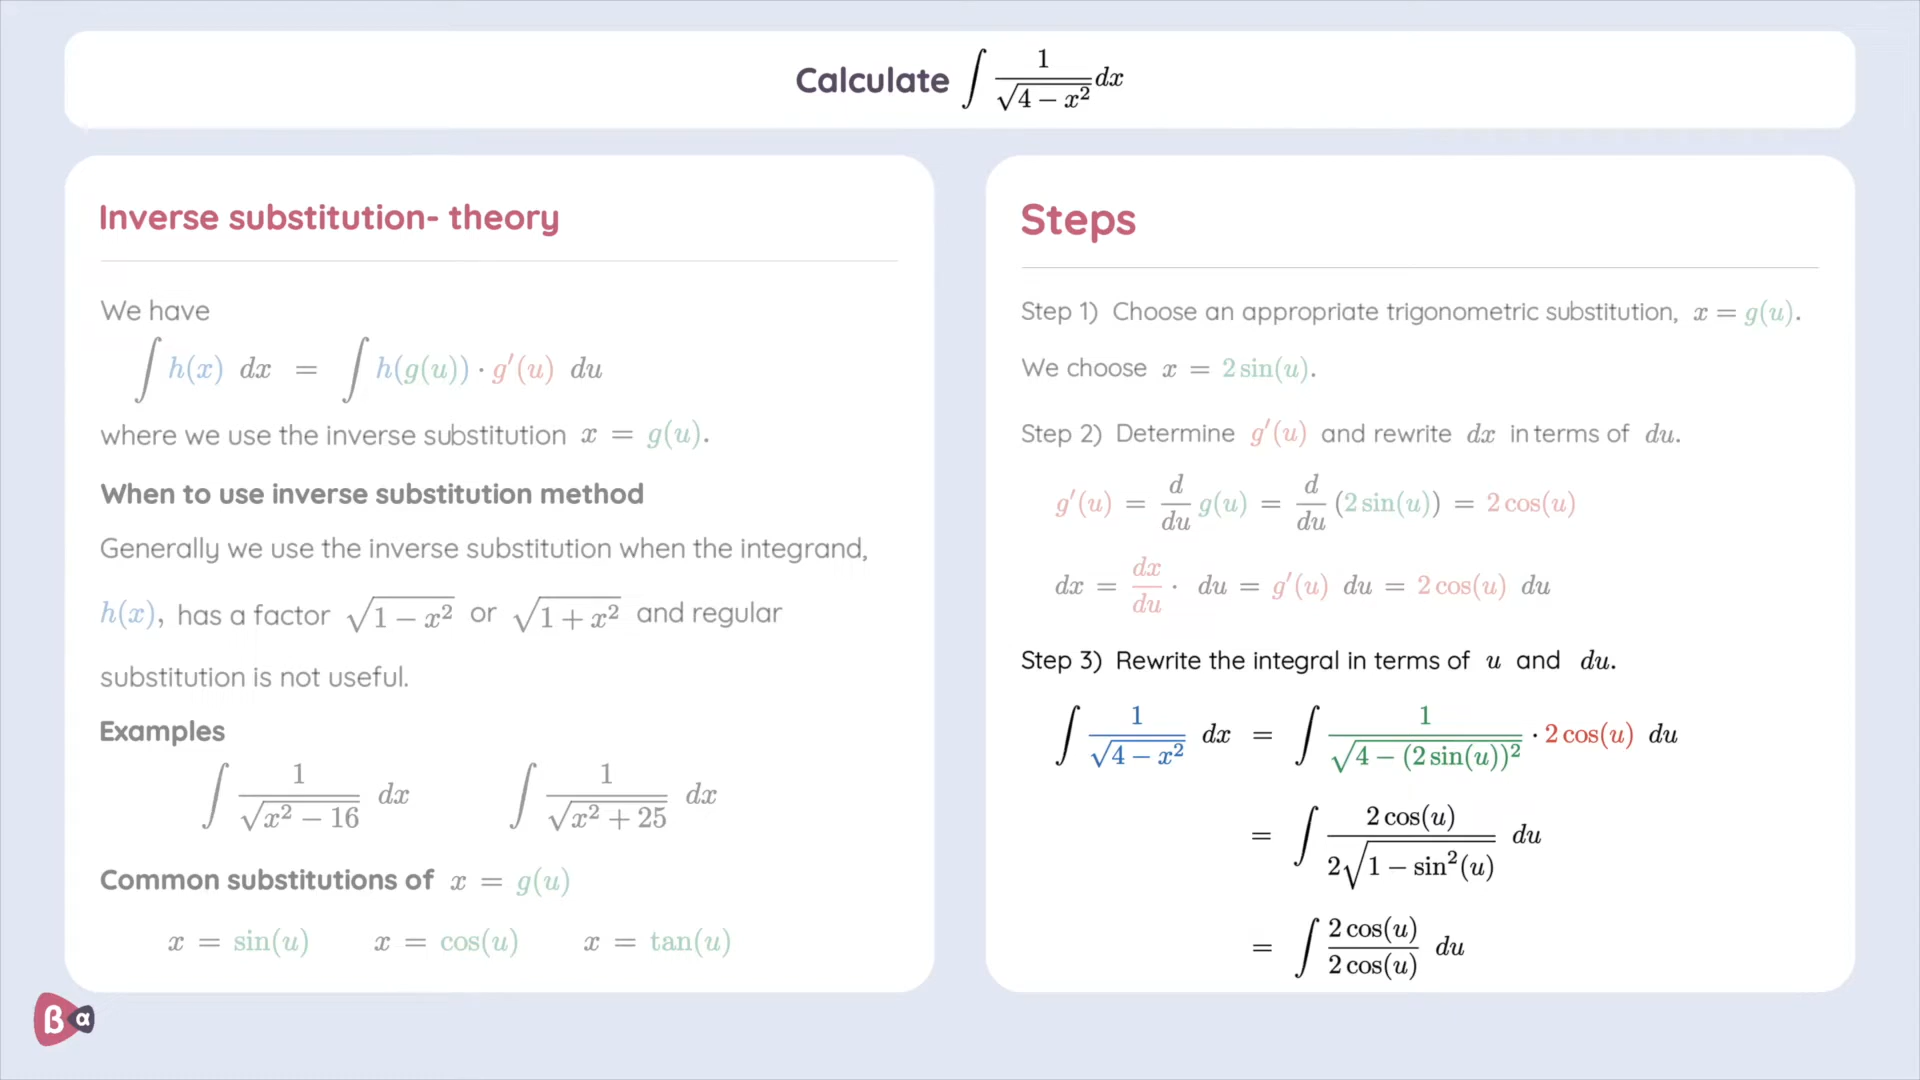 Calculate ∫ 1/√(4 − x²) dx
Inverse substitution- theory
We have
∫ h(x) dx = ∫ h(g(u)) · g′(u) du
where we use the inverse substitution x = g(u).
When to use inverse substitution method
Generally we use the inverse substitution when the integrand,
h(x), has a factor √(1 − x²) or √(1 + x²) and regular
substitution is not useful.
Examples
∫ 1/√(x² − 16) dx ∫ 1/√(x² + 25) dx
Common substitutions of x = g(u)
x = sin(u) x = cos(u) x = tan(u)
Steps
Step 1) Choose an appropriate trigonometric substitution, x = g(u).
We choose x = 2 sin(u).
Step 2) Determine g′(u) and rewrite dx in terms of du.
g′(u) = d/du g(u) = d/du (2 sin(u)) = 2 cos(u)
dx = dx/du · du = g′(u) du = 2 cos(u) du
Step 3) Rewrite the integral in terms of u and du.
∫ 1/√(4 − x²) dx = ∫ 1/√(4 − (2 sin(u))²) · 2 cos(u) du
= ∫ 2 cos(u)/(2√(1 − sin²(u))) du
= ∫ 2 cos(u)/2 cos(u) du
β α